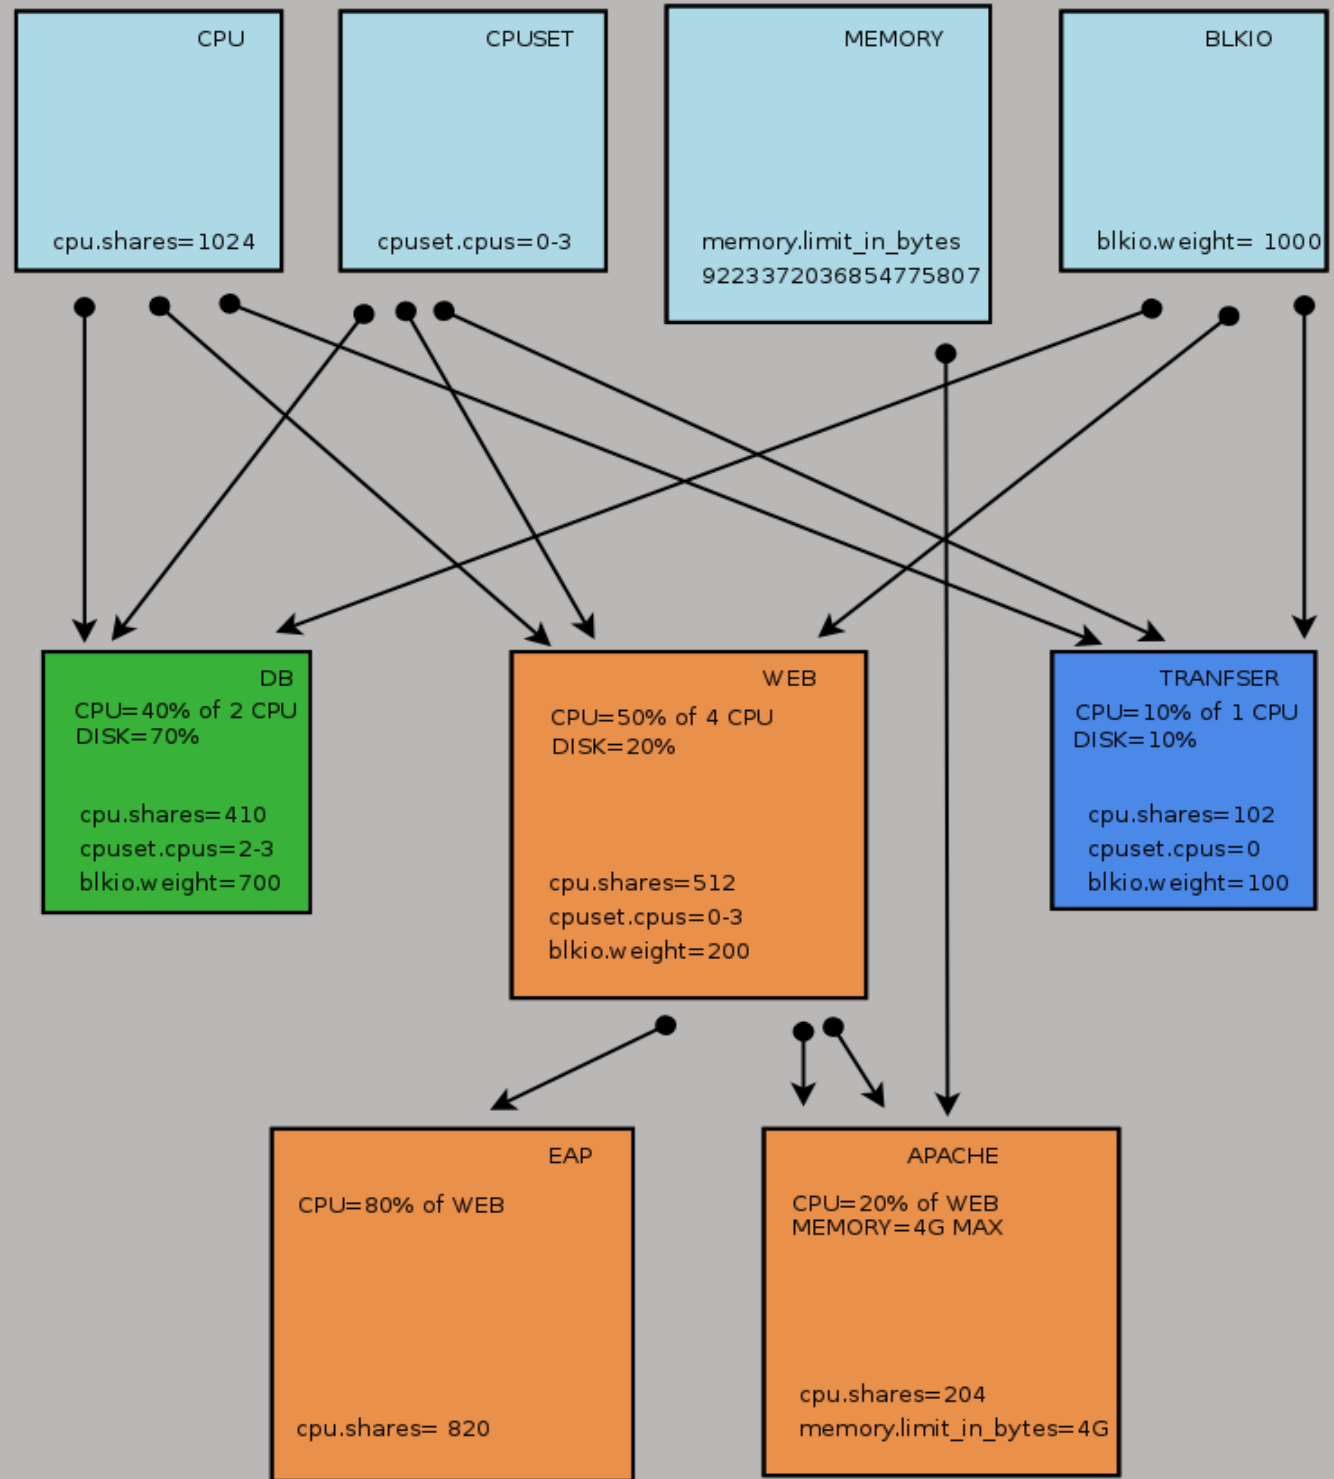 CPU
cpu.shares=1024
CPUSET
cpuset.cpus=0-3
MEMORY
memory.limit_in_bytes
9223372036854775807
BLKIO
blkio.weight= 1000
DB
CPU=40% of 2 CPU
DISK=70%
cpu.shares=410
cpuset.cpus=2-3
blkio.weight=700
WEB
CPU=50% of 4 CPU
DISK=20%
cpu.shares=512
cpuset.cpus=0-3
blkio.weight=200
TRANFSER
CPU=10% of 1 CPU
DISK=10%
cpu.shares=102
cpuset.cpus=0
blkio.weight=100
EAP
CPU=80% of WEB
cpu.shares= 820
APACHE
CPU=20% of WEB
MEMORY=4G MAX
cpu.shares=204
memory.limit_in_bytes=4G